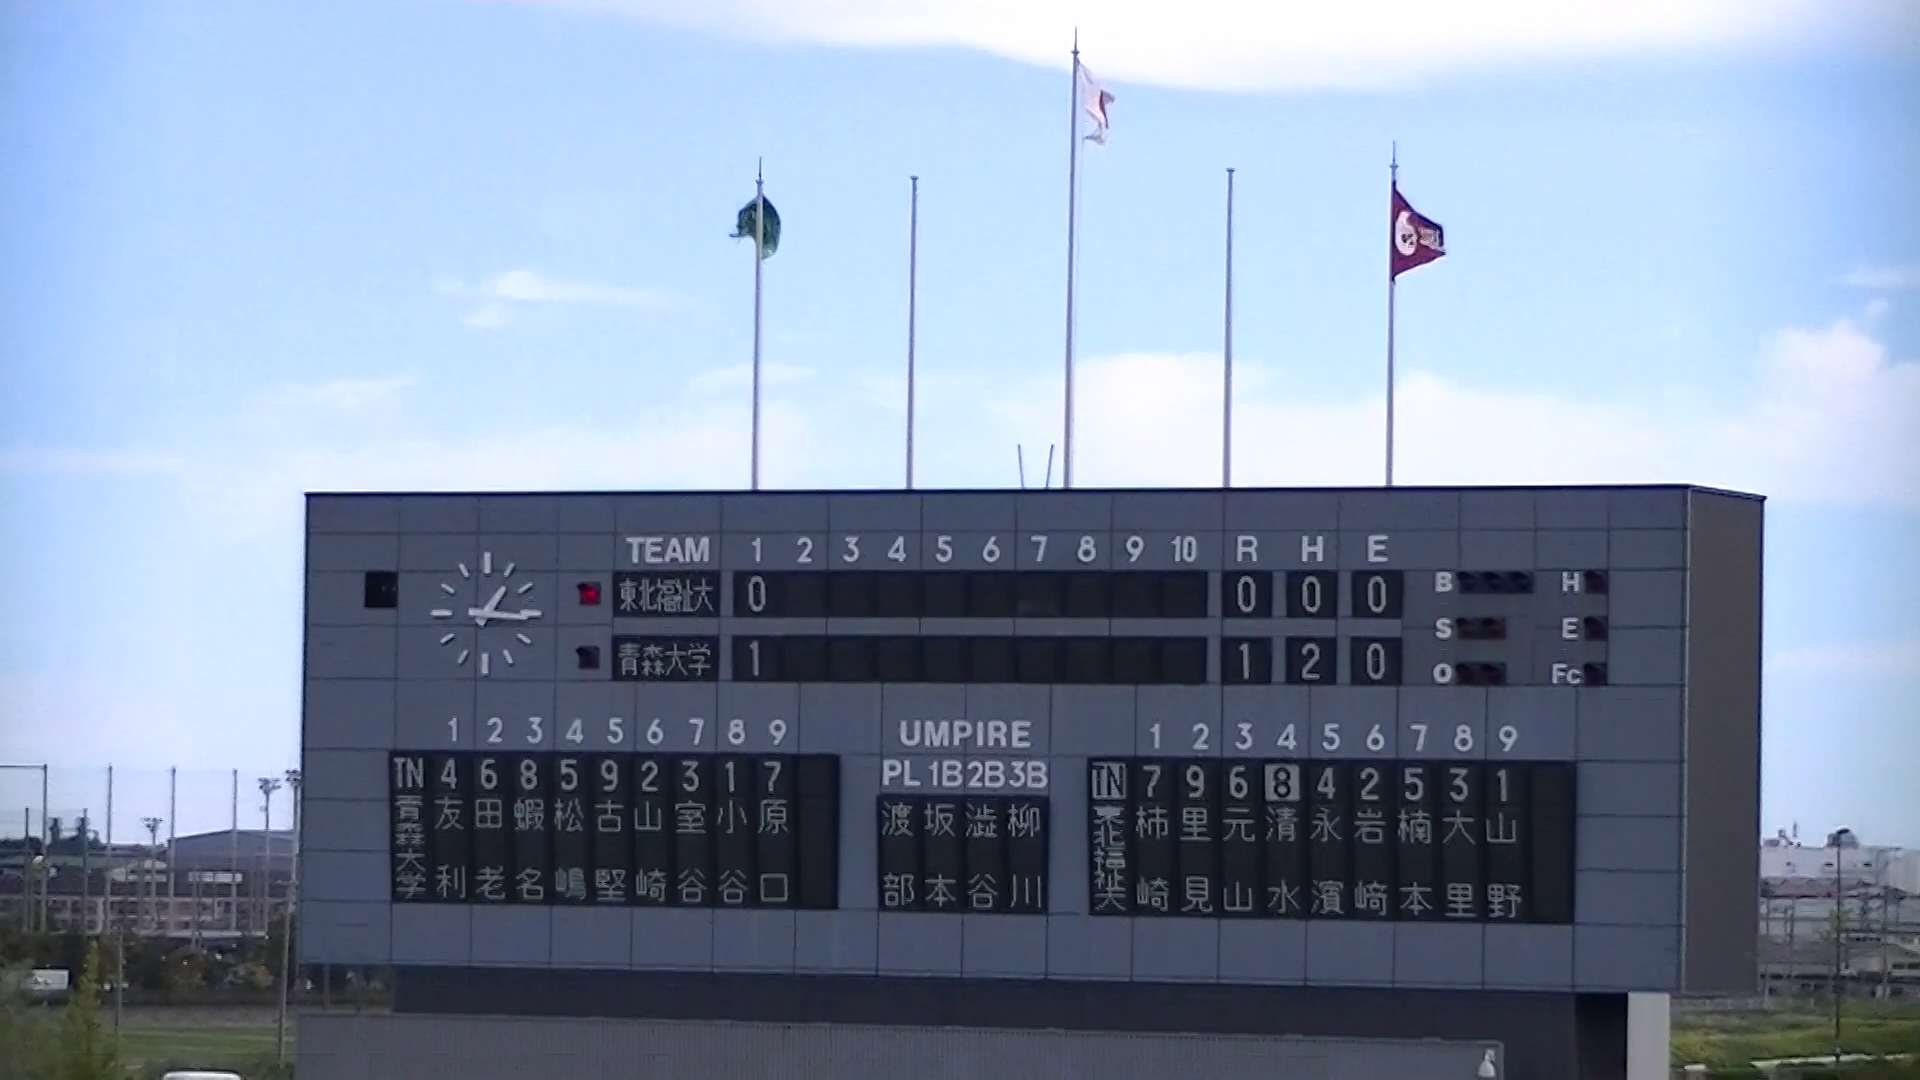 TEAM 1 2 3 4 5 6 7 8 9 10 R H E
東北福祉大 0 0 0 0
青森大学 1 1 2 0
B H
S E
O Fc
1 2 3 4 5 6 7 8 9
TN 4 6 8 5 9 2 3 1 7
青森大学
友利
田老
蝦名
松嶋
古堅
山崎
室谷
小谷
原口
UMPIRE
PL 1B 2B 3B
渡部
坂本
澁谷
柳川
1 2 3 4 5 6 7 8 9
TN 7 9 6 8 4 2 5 3 1
東北福祉大
柿崎
里見
元山
清水
永濱
岩﨑
楠本
大里
山野